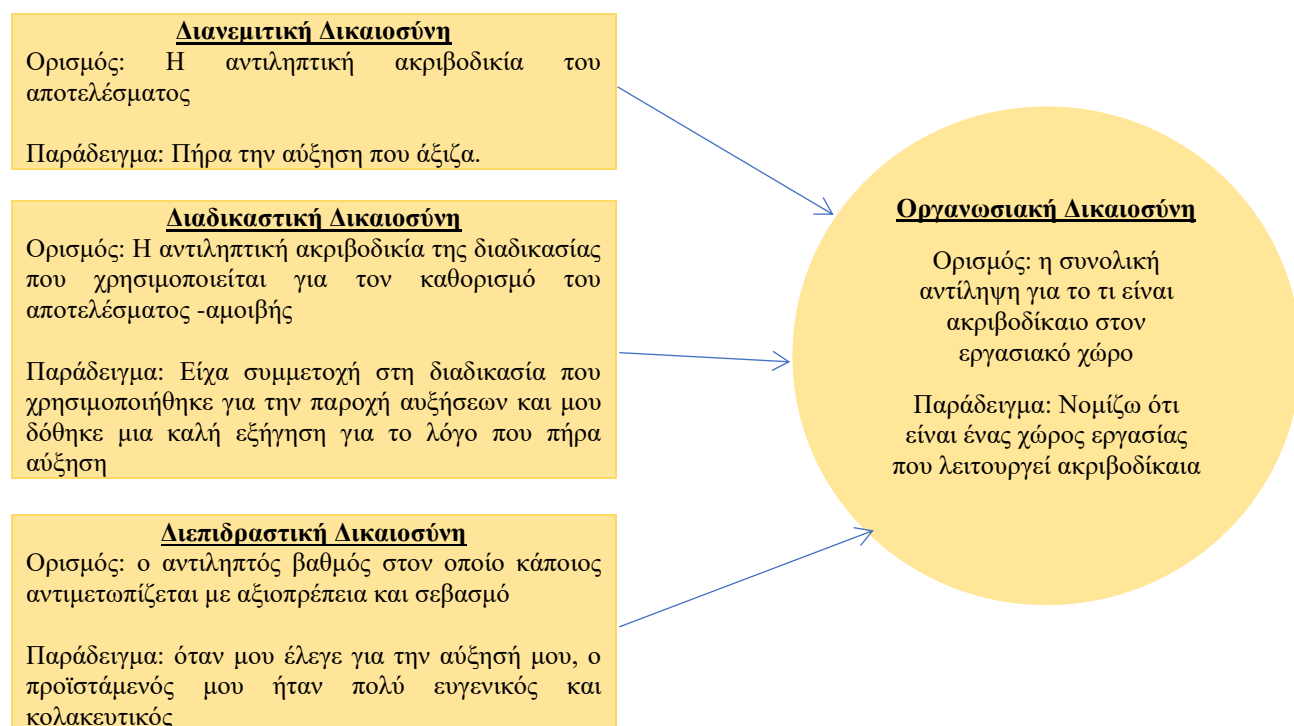 Διανεμιτική Δικαιοσύνη
Ορισμός: Η αντιληπτική ακριβοδικία του
αποτελέσματος
Παράδειγμα: Πήρα την αύξηση που άξιζα.
Διαδικαστική Δικαιοσύνη
Ορισμός: Η αντιληπτική ακριβοδικία της διαδικασίας
που χρησιμοποιείται για τον καθορισμό του
αποτελέσματος -αμοιβής
Παράδειγμα: Είχα συμμετοχή στη διαδικασία που
χρησιμοποιήθηκε για την παροχή αυξήσεων και μου
δόθηκε μια καλή εξήγηση για το λόγο που πήρα
αύξηση
Διεπιδραστική Δικαιοσύνη
Ορισμός: ο αντιληπτός βαθμός στον οποίο κάποιος
αντιμετωπίζεται με αξιοπρέπεια και σεβασμό
Παράδειγμα: όταν μου έλεγε για την αύξησή μου, ο
προϊστάμενός μου ήταν πολύ ευγενικός και
κολακευτικός
Οργανωσιακή Δικαιοσύνη
Ορισμός: η συνολική
αντίληψη για το τι είναι
ακριβοδίκαιο στον
εργασιακό χώρο
Παράδειγμα: Νομίζω ότι
είναι ένας χώρος εργασίας
που λειτουργεί ακριβοδίκαια